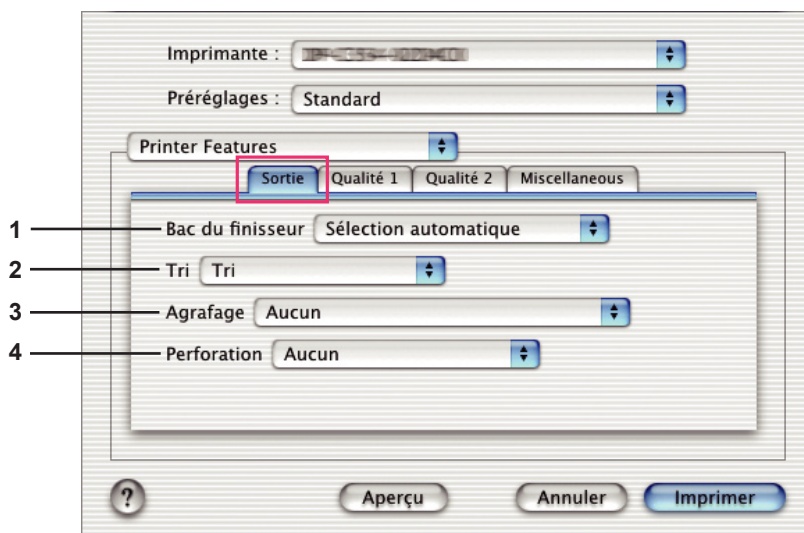 Imprimante :
Préréglages : Standard
Printer Features
Sortie Qualité 1 Qualité 2 Miscellaneous
1 Bac du finisseur Sélection automatique
2 Tri Tri
3 Agrafage Aucun
4 Perforation Aucun
? Aperçu Annuler Imprimer